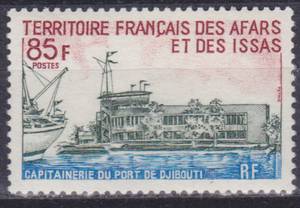 TERRITOIRE FRANÇAIS DES AFARS
ET DES ISSAS
85F
POSTES
CAPITAINERIE DU PORT DE DJIBOUTI
RF